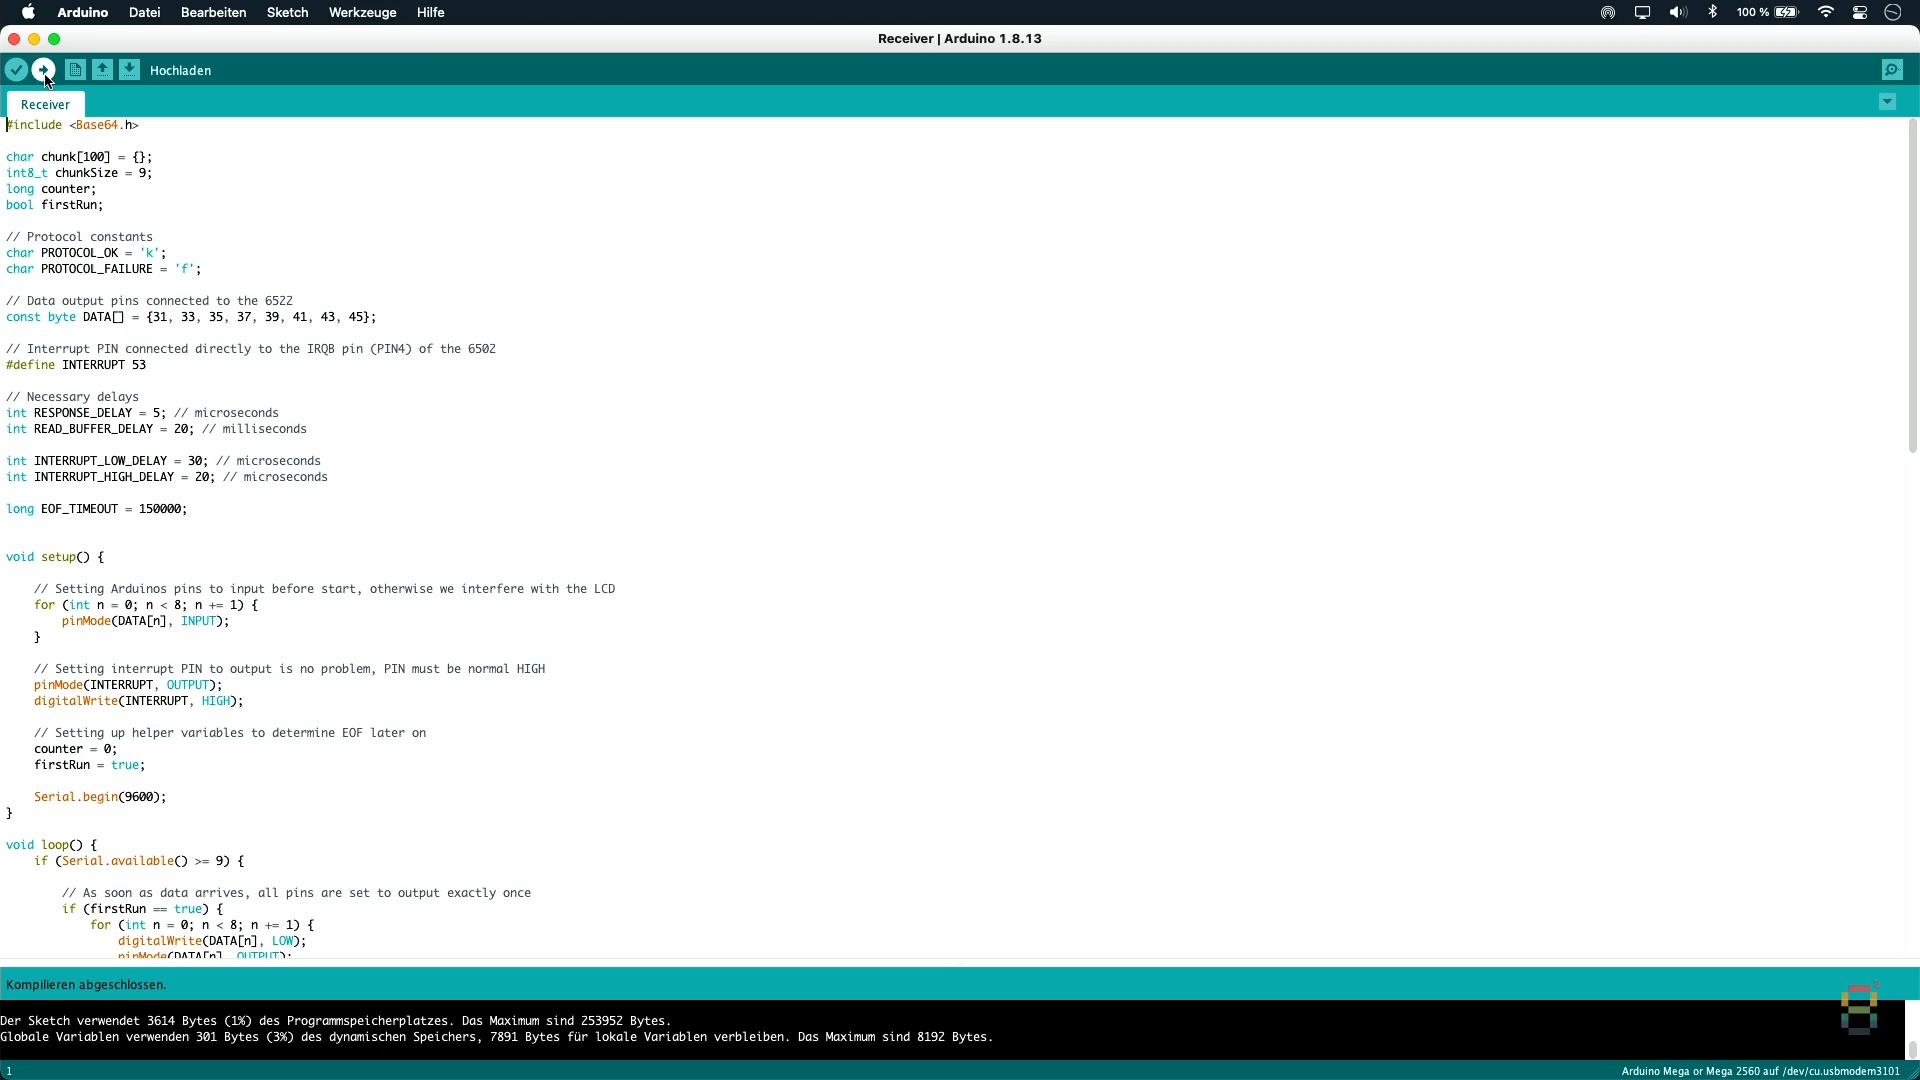 Arduino Datei Bearbeiten Sketch Werkzeuge Hilfe 100 %
Receiver | Arduino 1.8.13
Hochladen
Receiver
#include <Base64.h>
char chunk[100] = {};
int8_t chunkSize = 9;
long counter;
bool firstRun;
// Protocol constants
char PROTOCOL_OK = 'k';
char PROTOCOL_FAILURE = 'f';
// Data output pins connected to the 6522
const byte DATA[] = {31, 33, 35, 37, 39, 41, 43, 45};
// Interrupt PIN connected directly to the IRQB pin (PIN4) of the 6502
#define INTERRUPT 53
// Necessary delays
int RESPONSE_DELAY = 5; // microseconds
int READ_BUFFER_DELAY = 20; // milliseconds
int INTERRUPT_LOW_DELAY = 30; // microseconds
int INTERRUPT_HIGH_DELAY = 20; // microseconds
long EOF_TIMEOUT = 150000;
void setup() {
// Setting Arduinos pins to input before start, otherwise we interfere with the LCD
for (int n = 0; n < 8; n += 1) {
pinMode(DATA[n], INPUT);
}
// Setting interrupt PIN to output is no problem, PIN must be normal HIGH
pinMode(INTERRUPT, OUTPUT);
digitalWrite(INTERRUPT, HIGH);
// Setting up helper variables to determine EOF later on
counter = 0;
firstRun = true;
Serial.begin(9600);
}
void loop() {
if (Serial.available() >= 9) {
// As soon as data arrives, all pins are set to output exactly once
if (firstRun == true) {
for (int n = 0; n < 8; n += 1) {
digitalWrite(DATA[n], LOW);
pinMode(DATA[n], OUTPUT);
Kompilieren abgeschlossen.
Der Sketch verwendet 3614 Bytes (1%) des Programmspeicherplatzes. Das Maximum sind 253952 Bytes.
Globale Variablen verwenden 301 Bytes (3%) des dynamischen Speichers, 7891 Bytes für lokale Variablen verbleiben. Das Maximum sind 8192 Bytes.
1 Arduino Mega or Mega 2560 auf /dev/cu.usbmodem3101